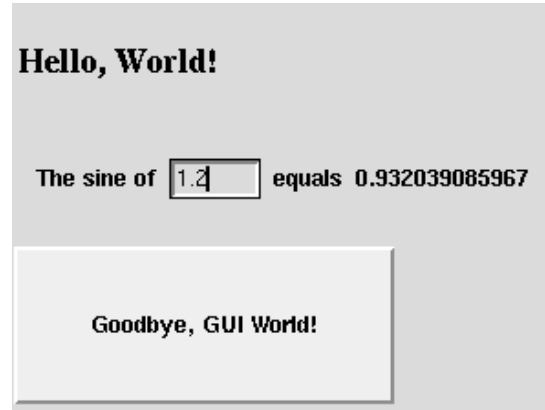 Hello, World!
The sine of 1.2 equals 0.932039085967
Goodbye, GUI World!